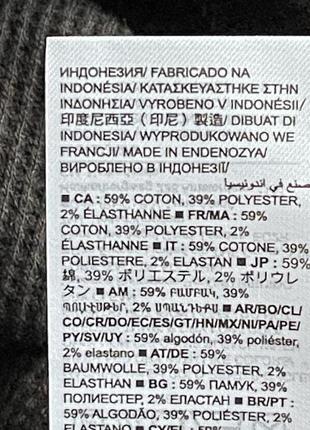 ИНДОНЕЗИЯ/ FABRICADO NA
INDONÉSIA/ ΚΑΤΑΣΚΕΥΑΣΤΗΚΕ ΣΤΗΝ
ΙΝΔΟΝΗΣΙΑ/ VYROBENO V INDONÉSII/
印度尼西亞 (印尼) 製造/ DIBUAT DI
INDONESIA/ WYPRODUKOWANO WE
FRANCJI/ MADE IN ENDENOZYA/
ВИРОБЛЕНО В ІНДОНЕЗІЇ/
صنع في اندونيسيا
■ CA : 59% COTON, 39% POLYESTER,
2% ÉLASTHANNE ■ FR/MA : 59%
COTON, 39% POLYESTER, 2%
ÉLASTHANNE ■ IT : 59% COTONE, 39%
POLIESTERE, 2% ELASTAN ■ JP : 59%
綿, 39% ポリエステル, 2% ポリウレ
タン ■ AM : 59% ԲԱՄԲԱԿ, 39%
ՊՈԼԻԷՍԹԵՐ, 2%
■ AR/BO/CL/
CO/CR/DO/EC/ES/GT/HN/MX/NI/PA/PE/
PY/SV/UY : 59% algodón, 39% poliéster,
2% elastano ■ AT/DE : 59%
BAUMWOLLE, 39% POLYESTER, 2%
ELASTHAN ■ BG : 59% ПАМУК, 39%
ПОЛИЕСТЕР, 2% ЕЛАСТАН ■ BR/PT :
59% ALGODÃO, 39% POLIÉSTER, 2%
ELASTANO ■ CY/EL : 59%